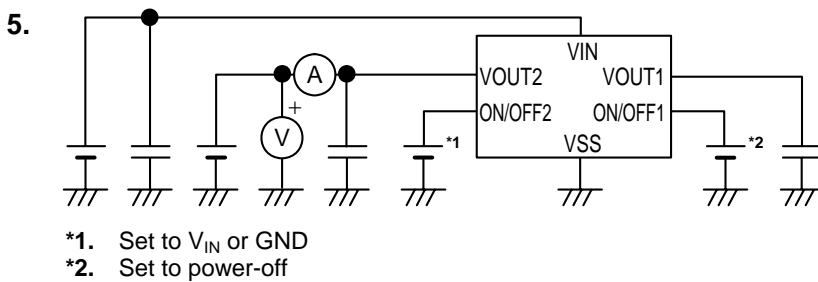 5.
VIN
A
VOUT2 VOUT1
+
ON/OFF2 ON/OFF1
V
*1 VSS *2
*1. Set to VIN or GND
*2. Set to power-off